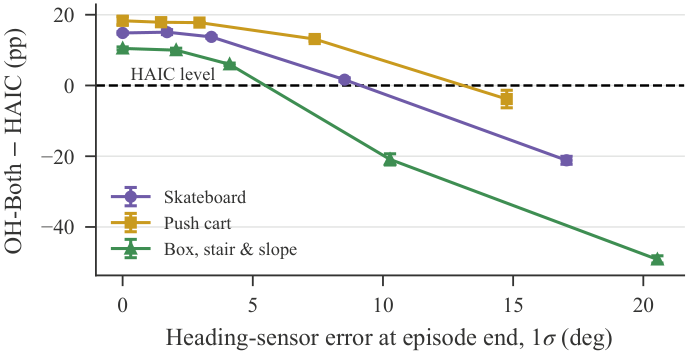 20
0
−20
−40
OH-Both − HAIC (pp)
HAIC level
Skateboard
Push cart
Box, stair & slope
0 5 10 15 20
Heading-sensor error at episode end, 1σ (deg)